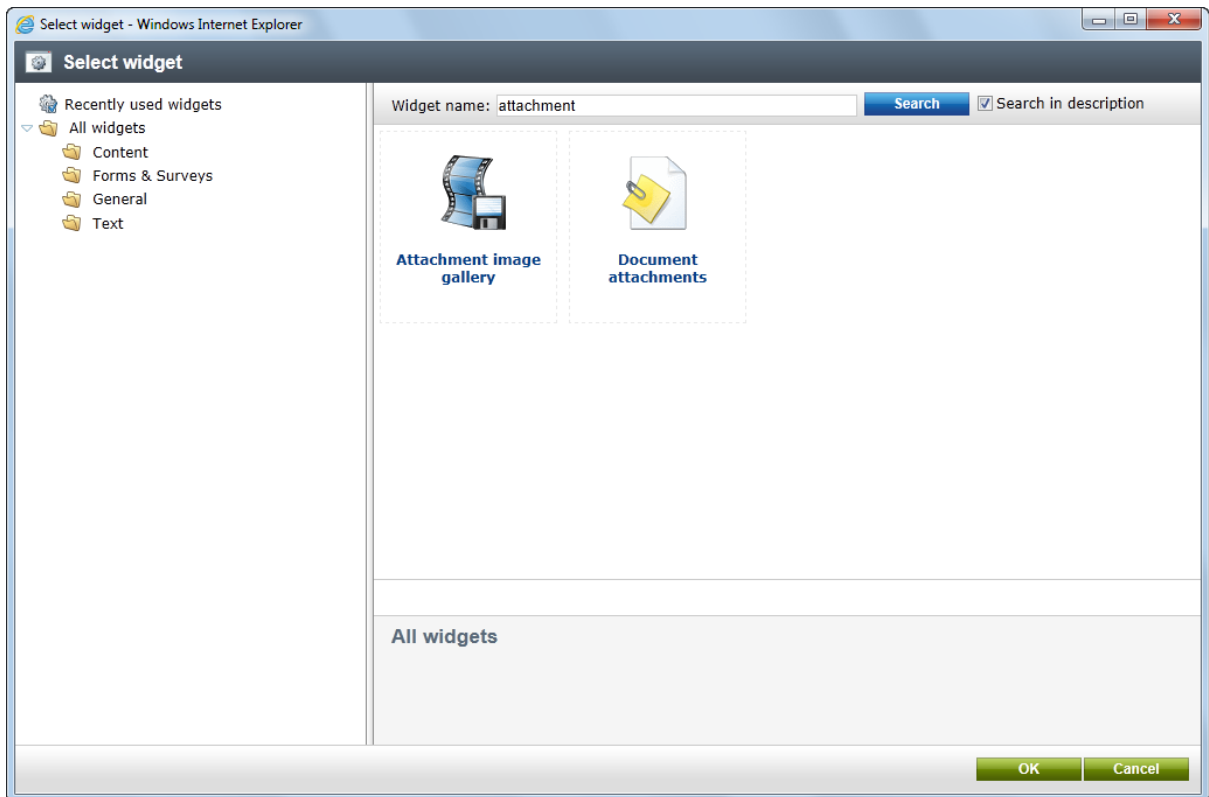 Select widget - Windows Internet Explorer
Select widget
Recently used widgets
All widgets
Content
Forms & Surveys
General
Text
Widget name: attachment Search Search in description
Attachment image
gallery
Document
attachments
All widgets
OK Cancel